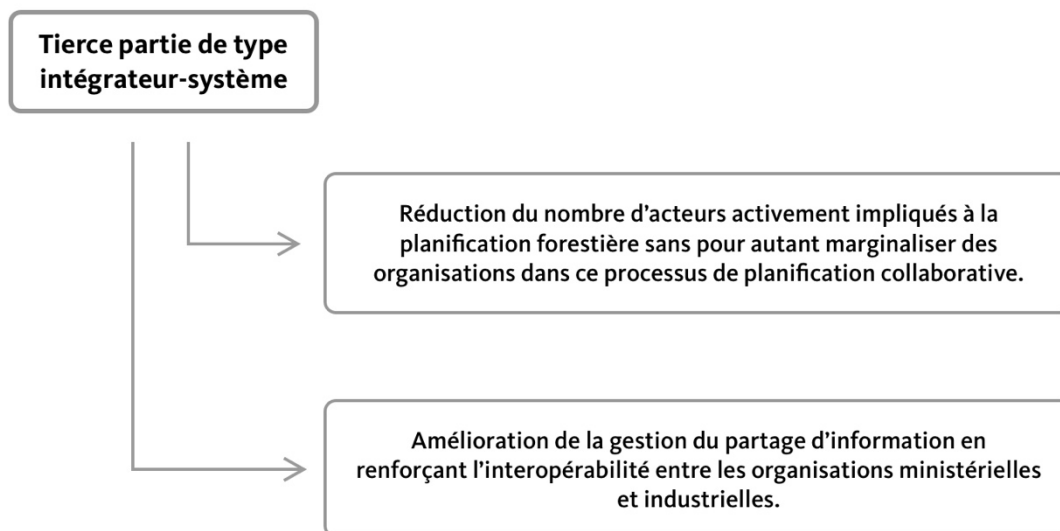 Tierce partie de type
intégrateur-système
Réduction du nombre d’acteurs activement impliqués à la
planification forestière sans pour autant marginaliser des
organisations dans ce processus de planification collaborative.
Amélioration de la gestion du partage d’information en
renforçant l’interopérabilité entre les organisations ministérielles
et industrielles.